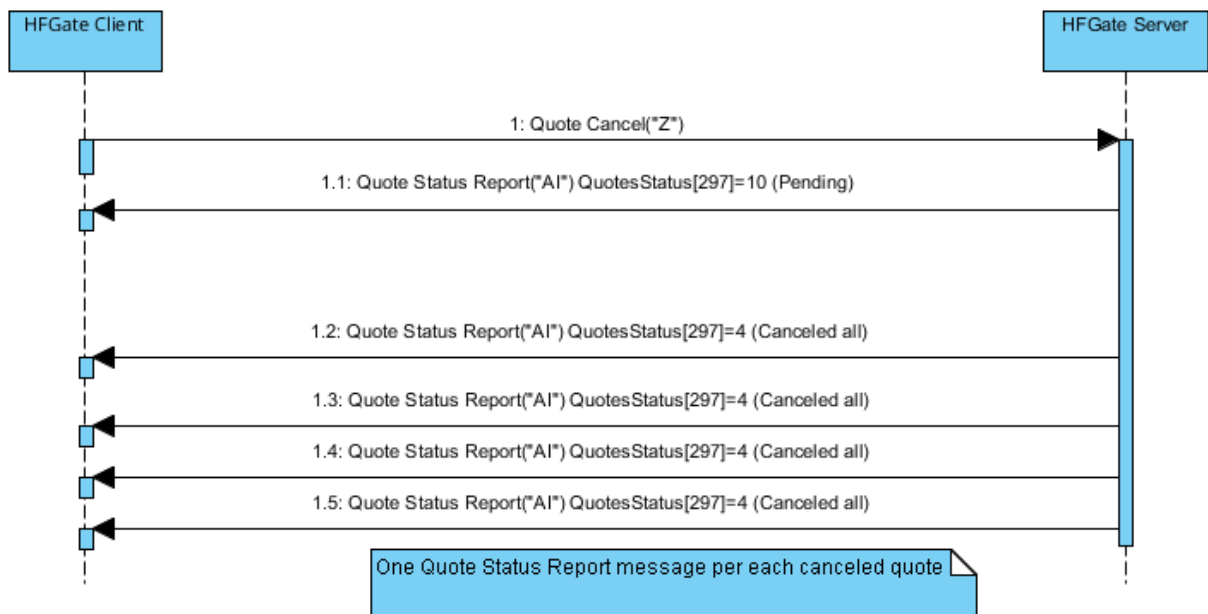 HFGate Client
HFGate Server
1: Quote Cancel("Z")
1.1: Quote Status Report("AI") QuotesStatus[297]=10 (Pending)
1.2: Quote Status Report("AI") QuotesStatus[297]=4 (Canceled all)
1.3: Quote Status Report("AI") QuotesStatus[297]=4 (Canceled all)
1.4: Quote Status Report("AI") QuotesStatus[297]=4 (Canceled all)
1.5: Quote Status Report("AI") QuotesStatus[297]=4 (Canceled all)
One Quote Status Report message per each canceled quote